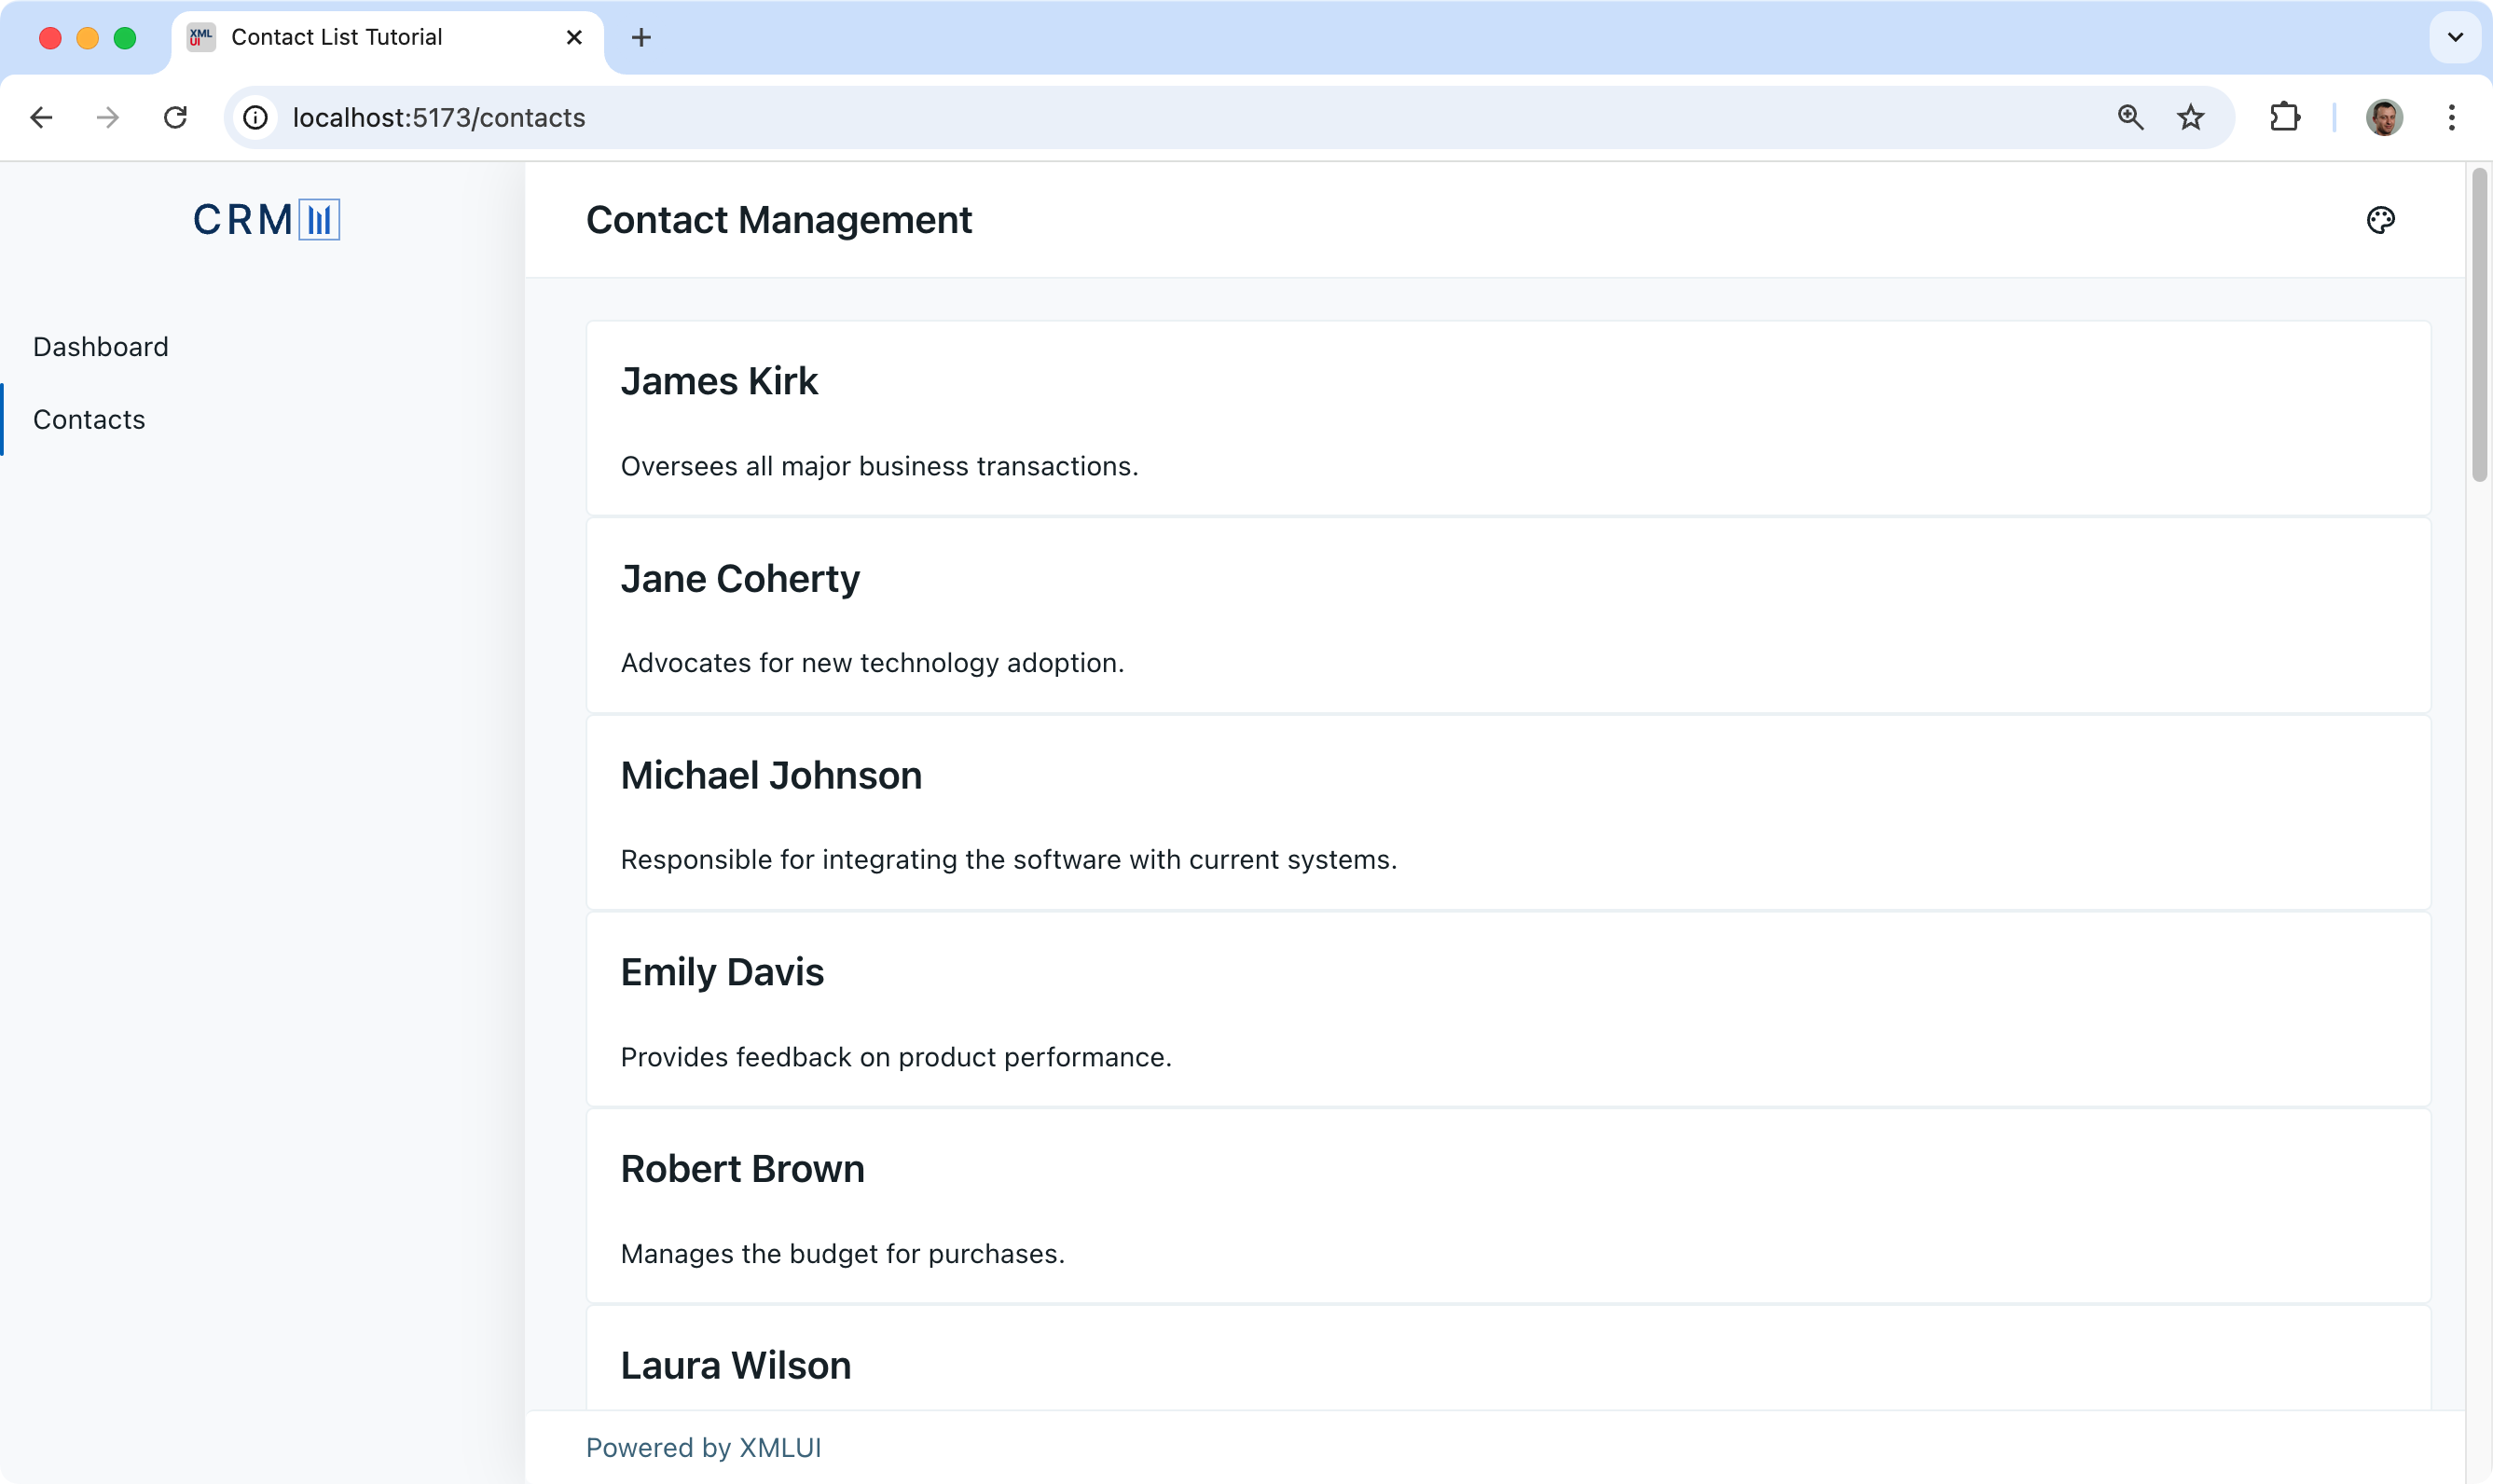 XML
UI
Contact List Tutorial
localhost:5173/contacts
CRM
Contact Management
Dashboard
Contacts
James Kirk
Oversees all major business transactions.
Jane Coherty
Advocates for new technology adoption.
Michael Johnson
Responsible for integrating the software with current systems.
Emily Davis
Provides feedback on product performance.
Robert Brown
Manages the budget for purchases.
Laura Wilson
Powered by XMLUI